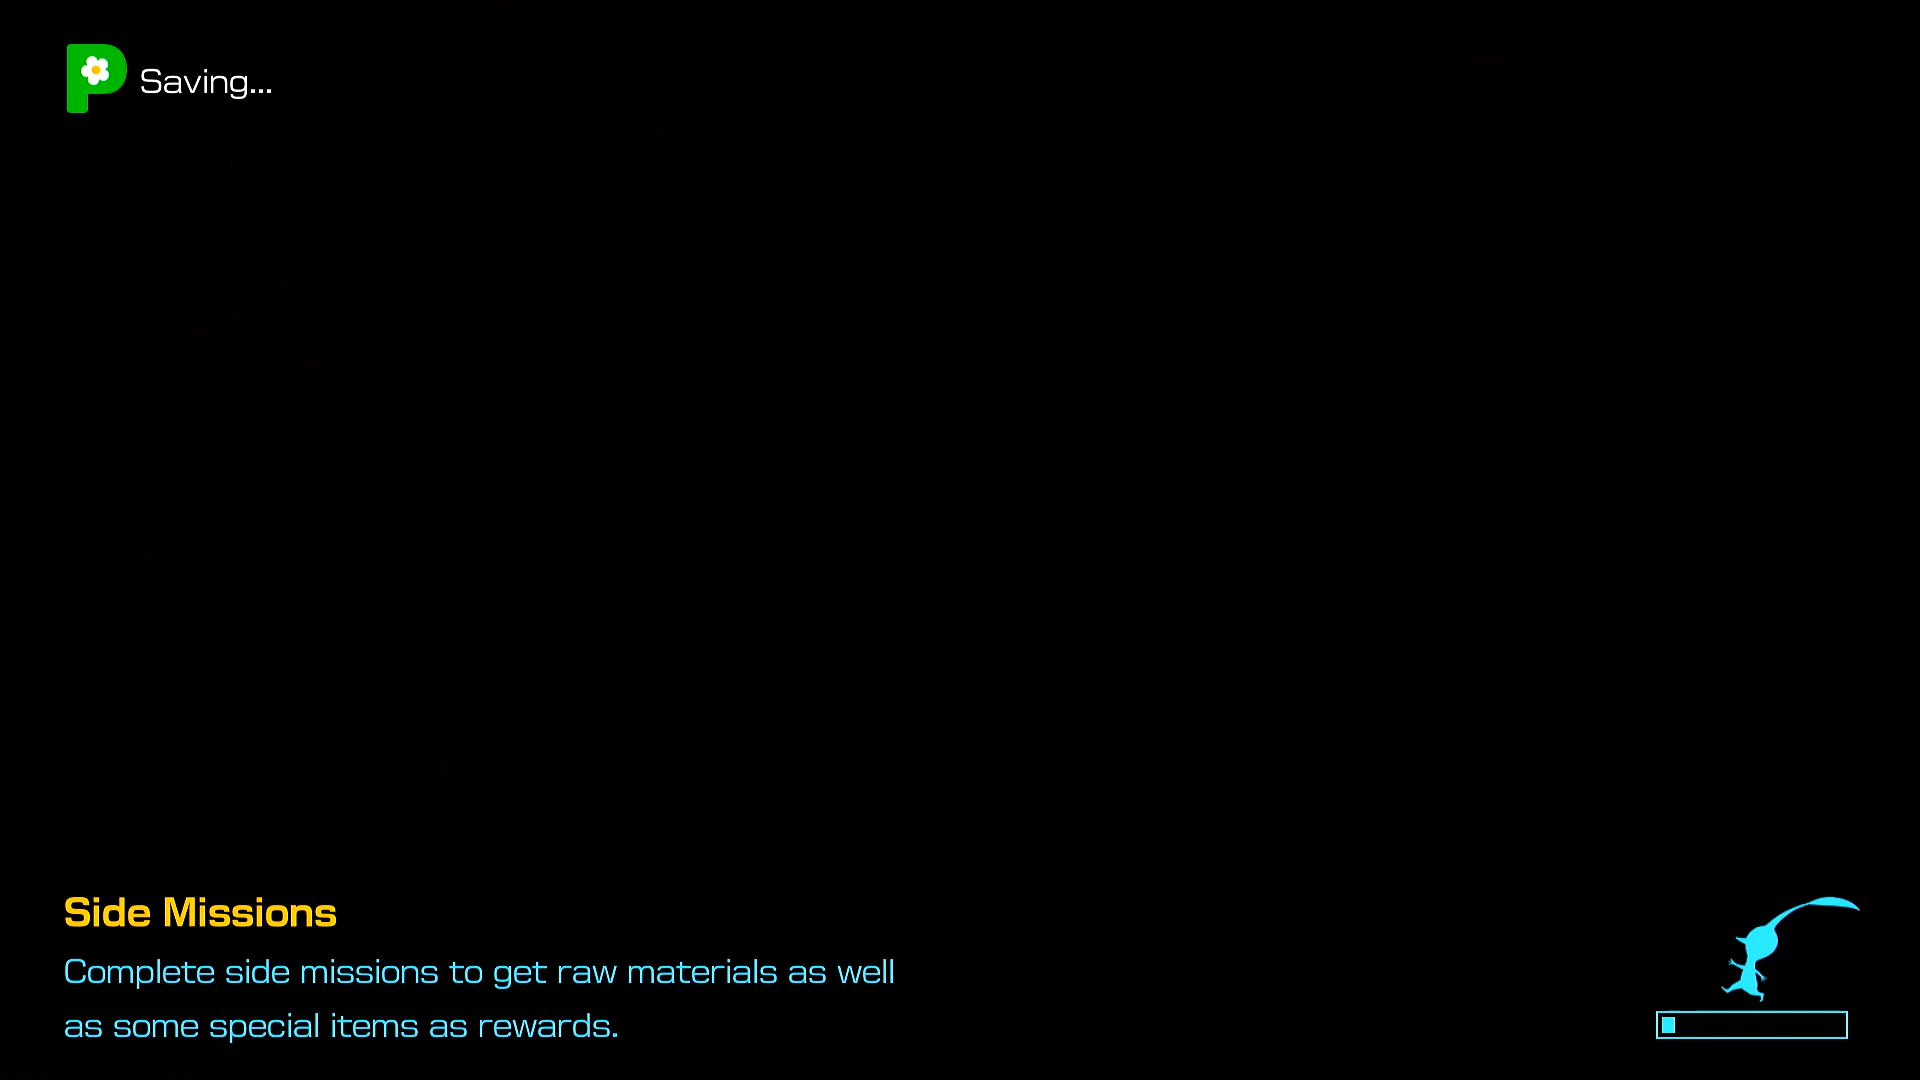 P Saving...
Side Missions
Complete side missions to get raw materials as well
as some special items as rewards.